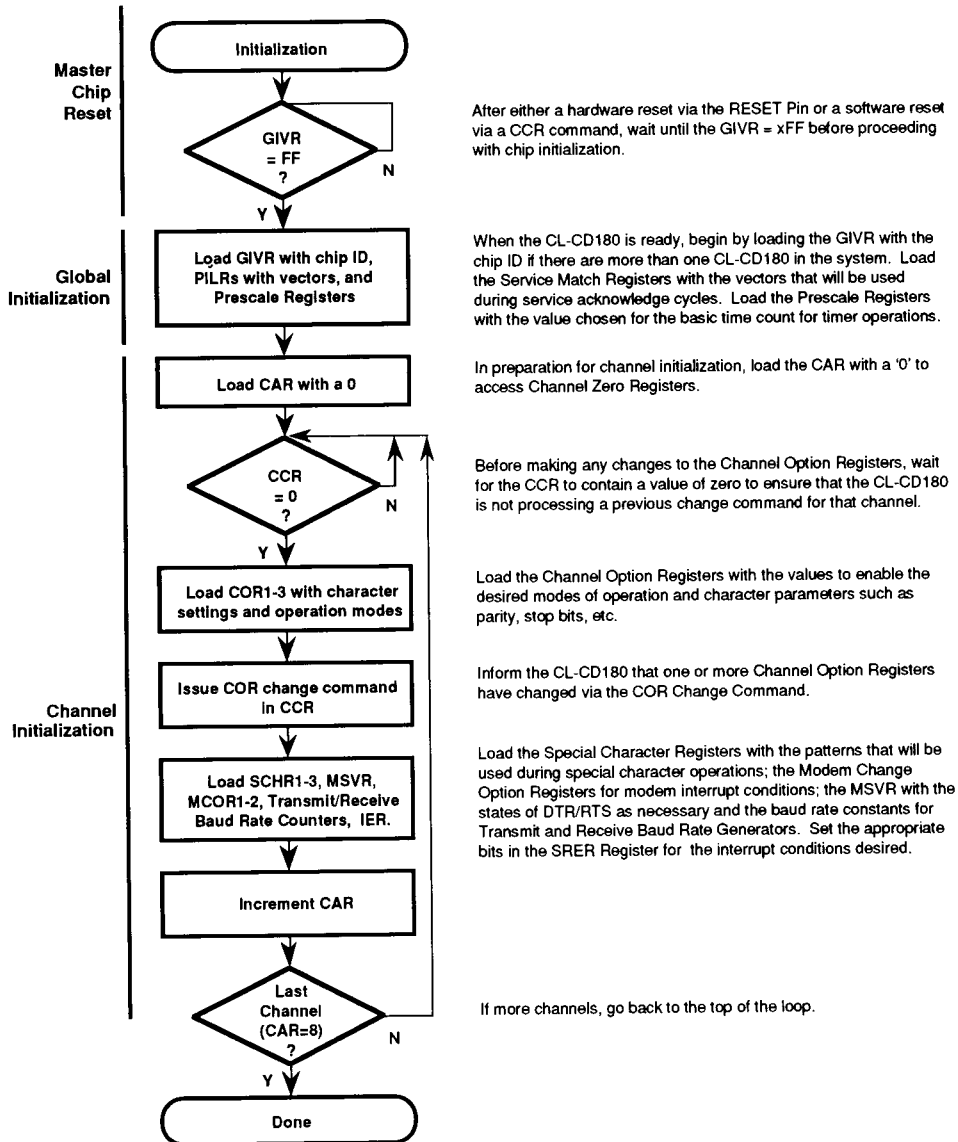 Initialization
Master
Chip
Reset
GIVR
= FF
?
N
Y
After either a hardware reset via the RESET Pin or a software reset
via a CCR command, wait until the GIVR = xFF before proceeding
with chip initialization.
Global
Initialization
Load GIVR with chip ID,
PILRs with vectors, and
Prescale Registers
When the CL-CD180 is ready, begin by loading the GIVR with the
chip ID if there are more than one CL-CD180 in the system. Load
the Service Match Registers with the vectors that will be used
during service acknowledge cycles. Load the Prescale Registers
with the value chosen for the basic time count for timer operations.
Load CAR with a 0
In preparation for channel initialization, load the CAR with a '0' to
access Channel Zero Registers.
CCR
= 0
?
N
Y
Before making any changes to the Channel Option Registers, wait
for the CCR to contain a value of zero to ensure that the CL-CD180
is not processing a previous change command for that channel.
Load COR1-3 with character
settings and operation modes
Load the Channel Option Registers with the values to enable the
desired modes of operation and character parameters such as
parity, stop bits, etc.
Channel
Initialization
Issue COR change command
in CCR
Inform the CL-CD180 that one or more Channel Option Registers
have changed via the COR Change Command.
Load SCHR1-3, MSVR,
MCOR1-2, Transmit/Receive
Baud Rate Counters, IER.
Load the Special Character Registers with the patterns that will be
used during special character operations; the Modem Change
Option Registers for modem interrupt conditions; the MSVR with the
states of DTR/RTS as necessary and the baud rate constants for
Transmit and Receive Baud Rate Generators. Set the appropriate
bits in the SRER Register for the interrupt conditions desired.
Increment CAR
Last
Channel
(CAR=8)
?
N
Y
If more channels, go back to the top of the loop.
Done